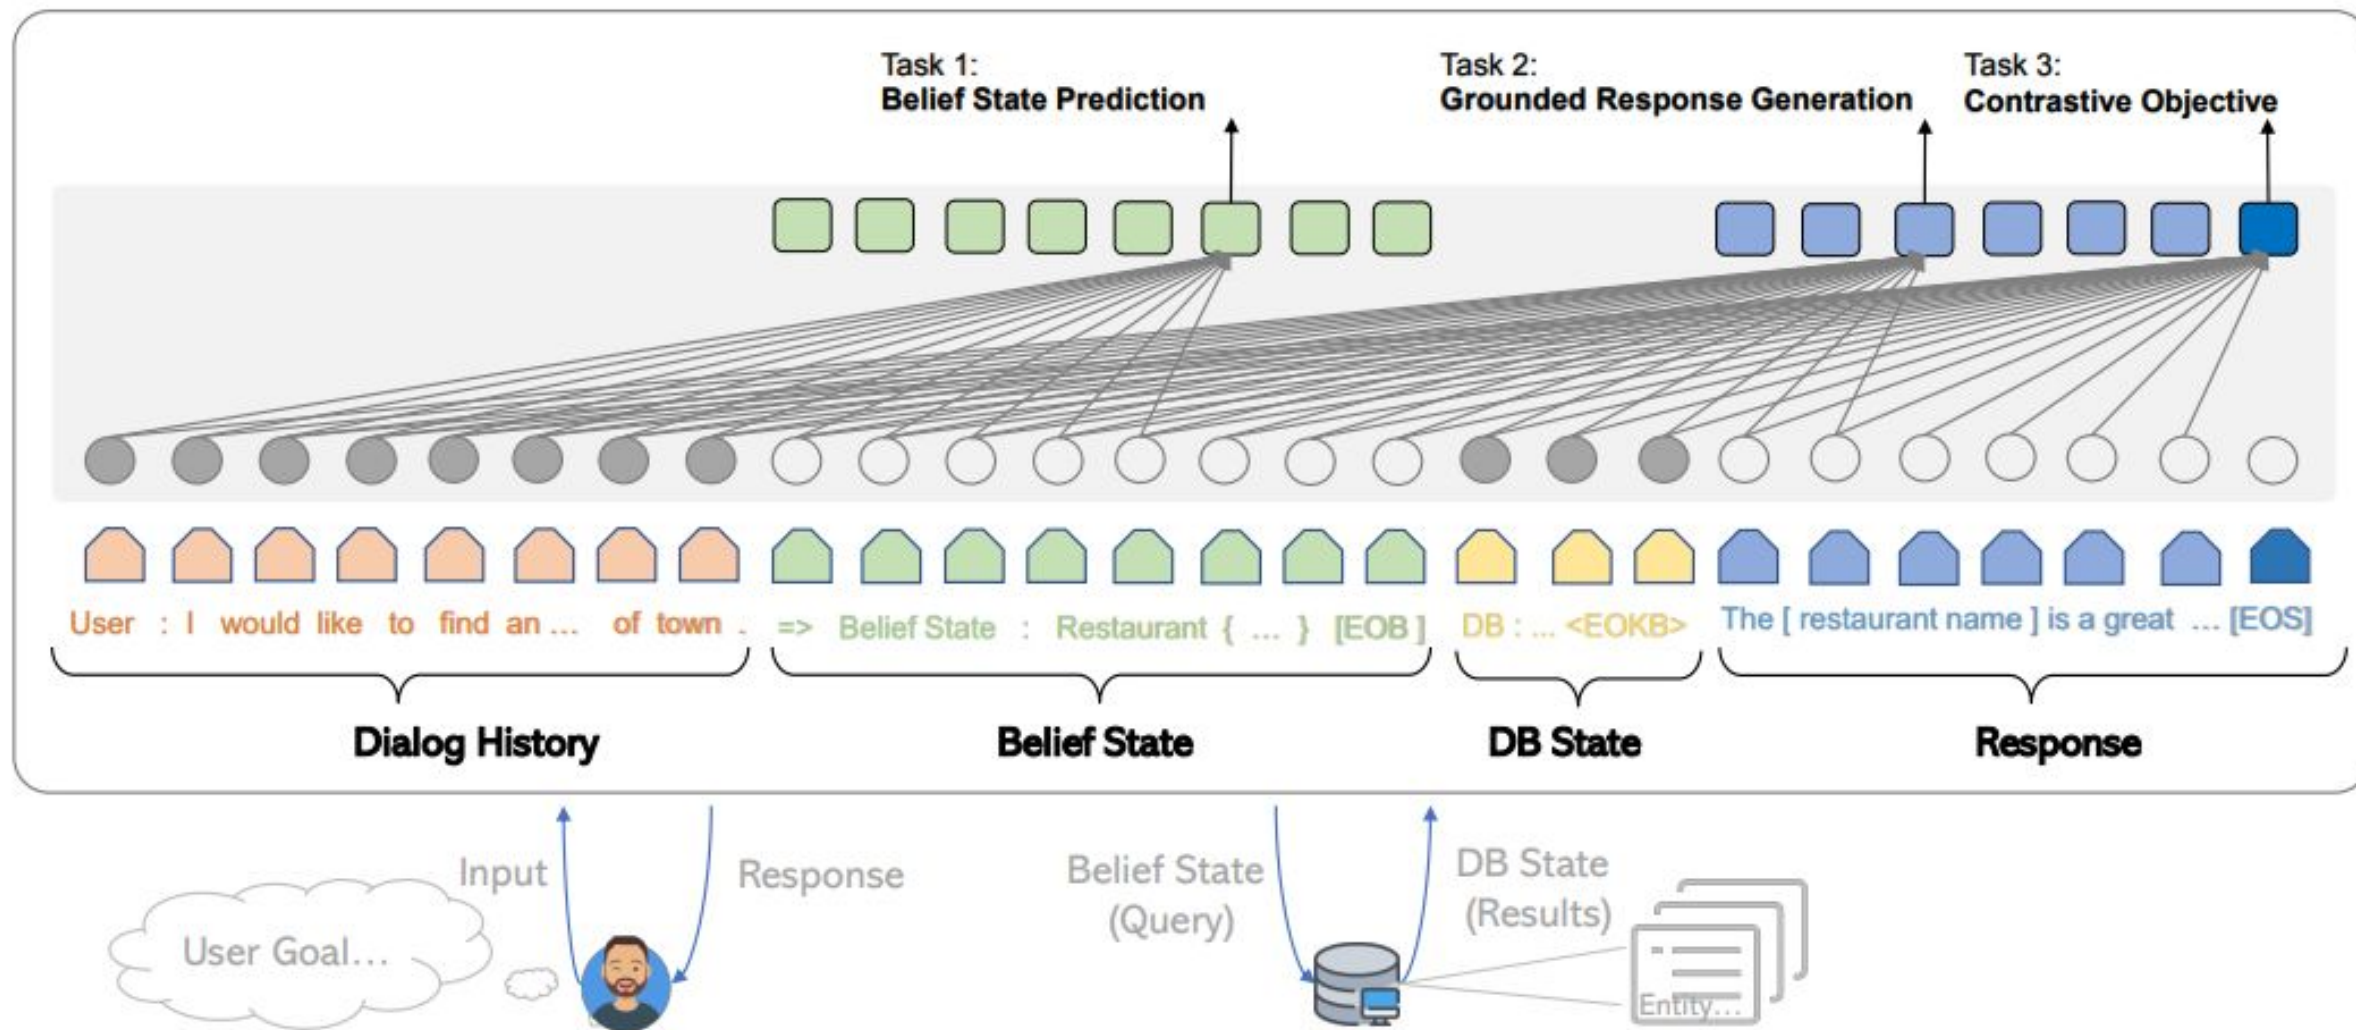 Task 1:
Belief State Prediction
Task 2:
Grounded Response Generation
Task 3:
Contrastive Objective
User : I would like to find an ... of town .
=> Belief State : Restaurant { ... } [EOB]
DB : ... <EOKB>
The [ restaurant name ] is a great ... [EOS]
Dialog History
Belief State
DB State
Response
Input
Response
User Goal...
Belief State
(Query)
DB State
(Results)
Entity...